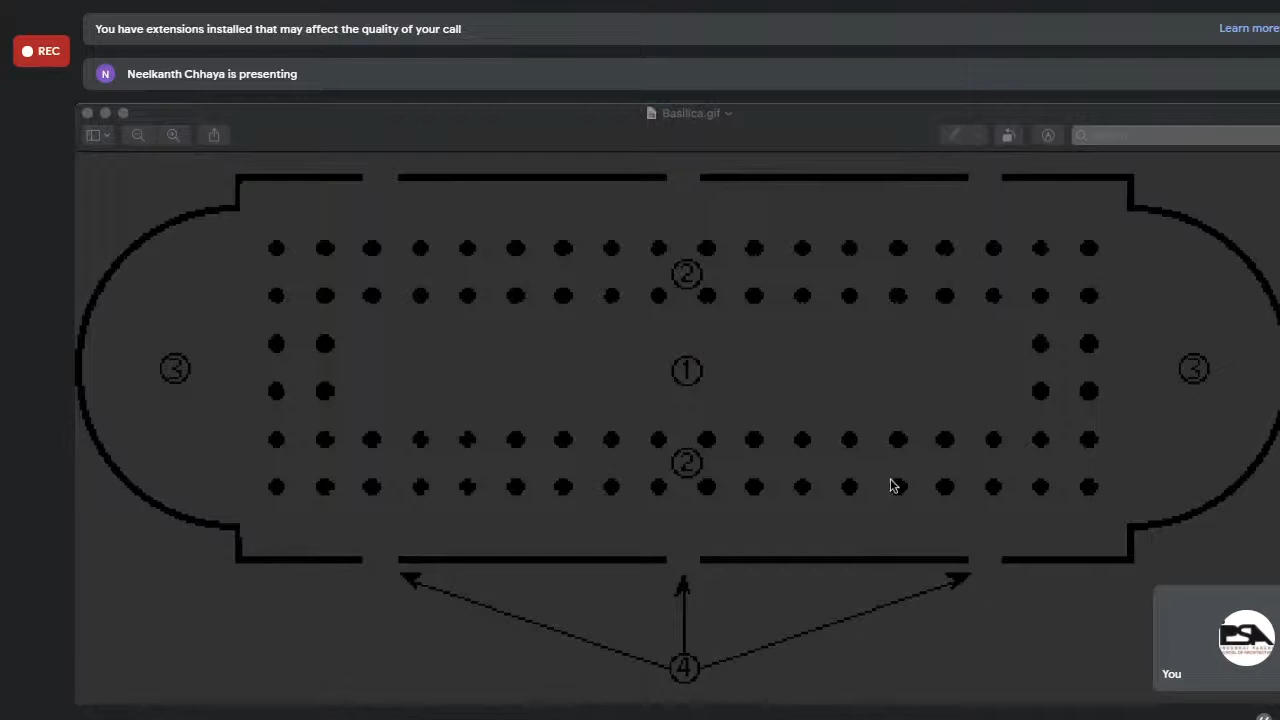 You have extensions installed that may affect the quality of your call
Learn more
REC
N
Neelkanth Chhaya is presenting
Basilica.gif
2
3
1
3
2
4
PSA
You